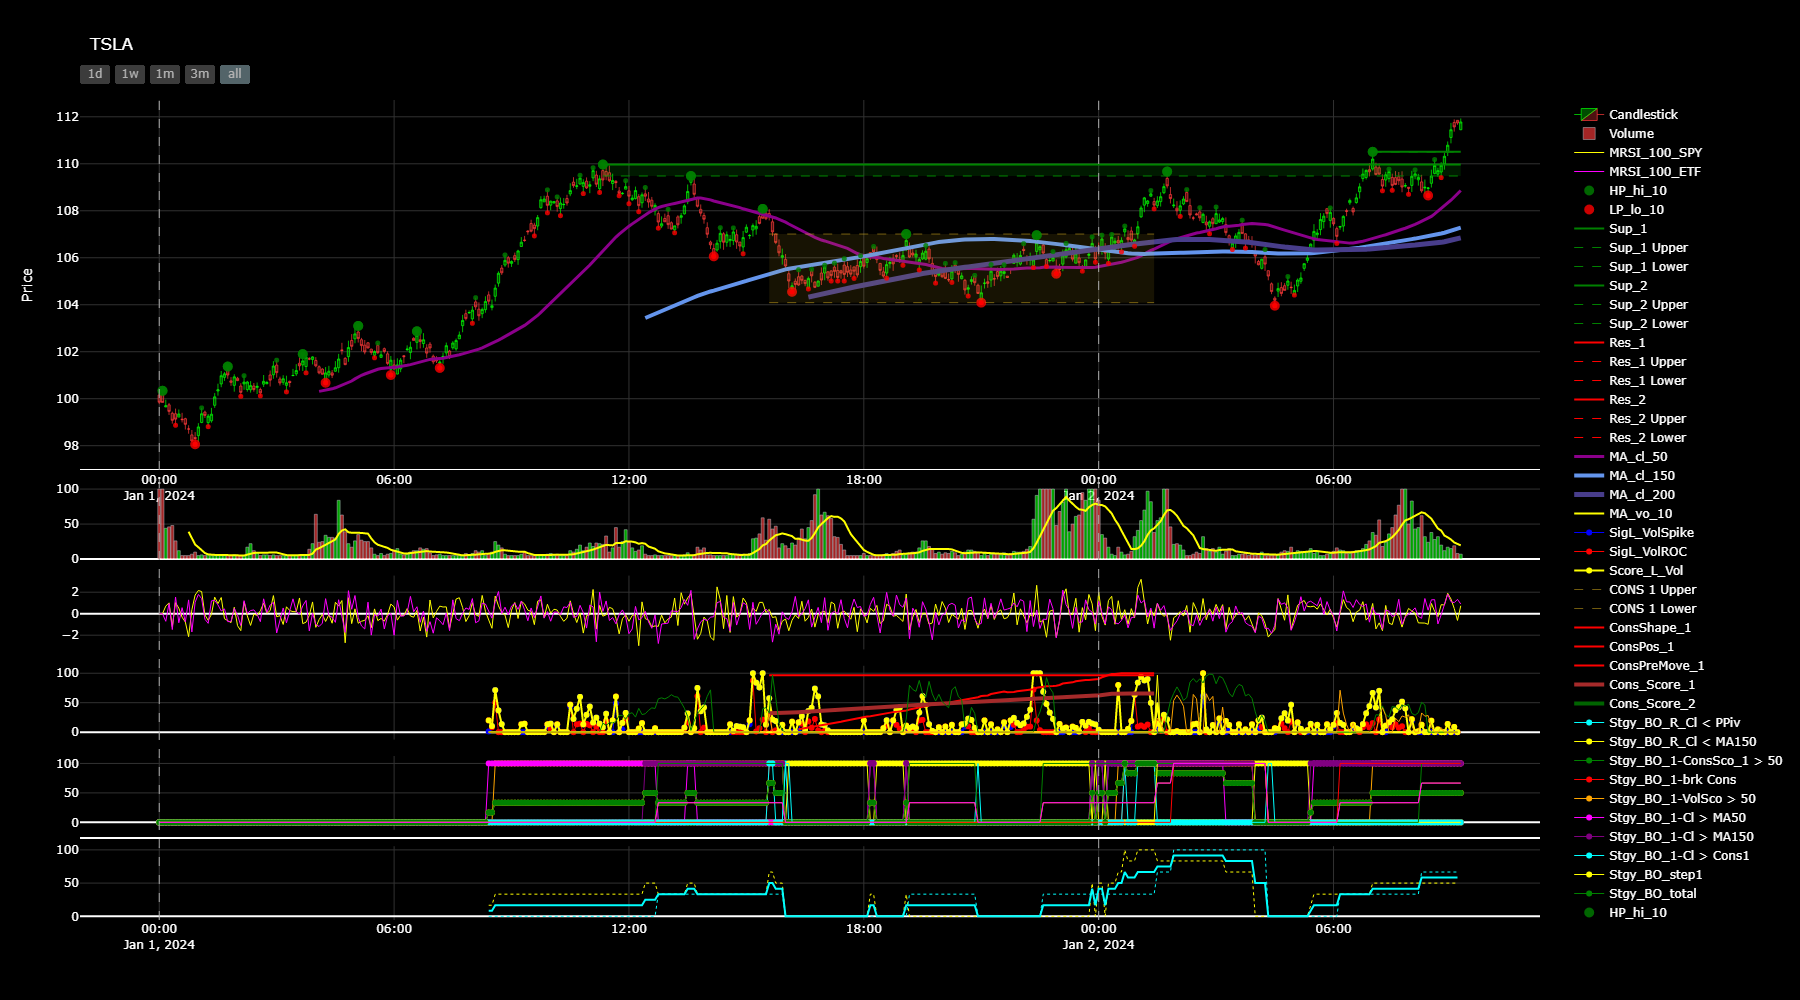 TSLA
1d 1w 1m 3m all
Price
112
110
108
106
104
102
100
98
00:00 06:00 12:00 18:00 00:00 06:00
Jan 1, 2024 Jan 2, 2024
100
50
0
2
0
−2
100
50
0
100
50
0
100
50
0
00:00 06:00 12:00 18:00 00:00 06:00
Jan 1, 2024 Jan 2, 2024
Candlestick
Volume
MRSI_100_SPY
MRSI_100_ETF
HP_hi_10
LP_lo_10
Sup_1
Sup_1 Upper
Sup_1 Lower
Sup_2
Sup_2 Upper
Sup_2 Lower
Res_1
Res_1 Upper
Res_1 Lower
Res_2
Res_2 Upper
Res_2 Lower
MA_cl_50
MA_cl_150
MA_cl_200
MA_vo_10
SigL_VolSpike
SigL_VolROC
Score_L_Vol
CONS 1 Upper
CONS 1 Lower
ConsShape_1
ConsPos_1
ConsPreMove_1
Cons_Score_1
Cons_Score_2
Stgy_BO_R_Cl < PPiv
Stgy_BO_R_Cl < MA150
Stgy_BO_1-ConsSco_1 > 50
Stgy_BO_1-brk Cons
Stgy_BO_1-VolSco > 50
Stgy_BO_1-Cl > MA50
Stgy_BO_1-Cl > MA150
Stgy_BO_1-Cl > Cons1
Stgy_BO_step1
Stgy_BO_total
HP_hi_10